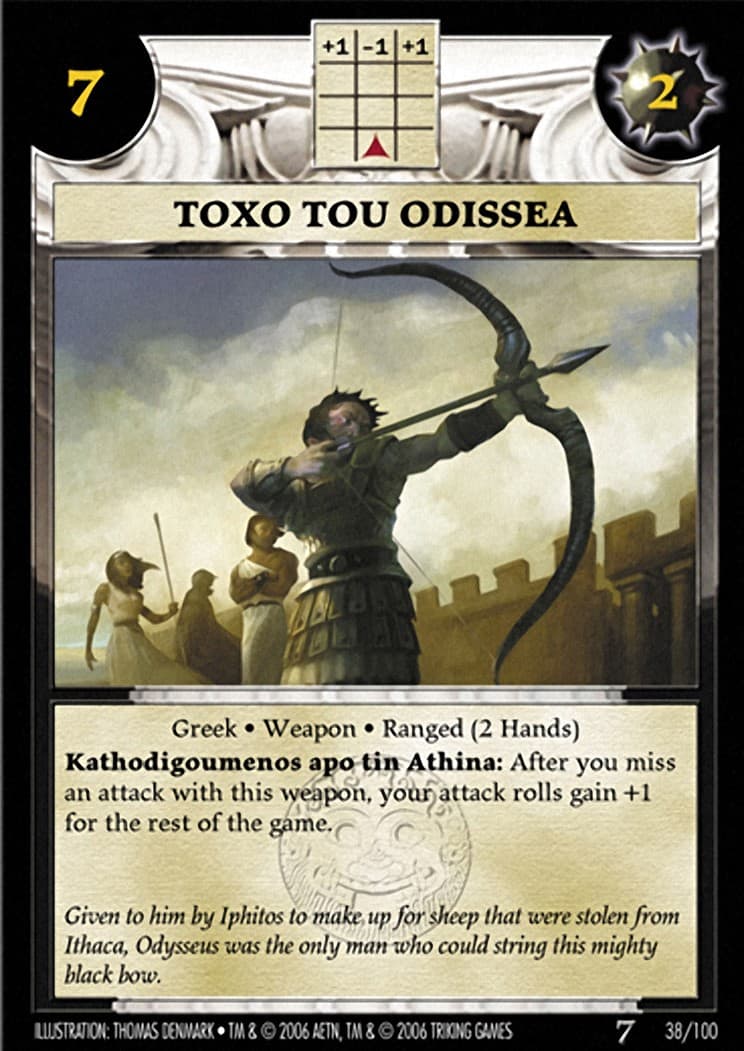 7
+1 -1 +1
2
TOXO TOU ODISSEA
Greek • Weapon • Ranged (2 Hands)
Kathodigoumenos apo tin Athina: After you miss
an attack with this weapon, your attack rolls gain +1
for the rest of the game.
Given to him by Iphitos to make up for sheep that were stolen from
Ithaca, Odysseus was the only man who could string this mighty
black bow.
ILLUSTRATION: THOMAS DENMARK • TM & © 2006 AETN, TM & © 2006 TRIKING GAMES 7 38/100